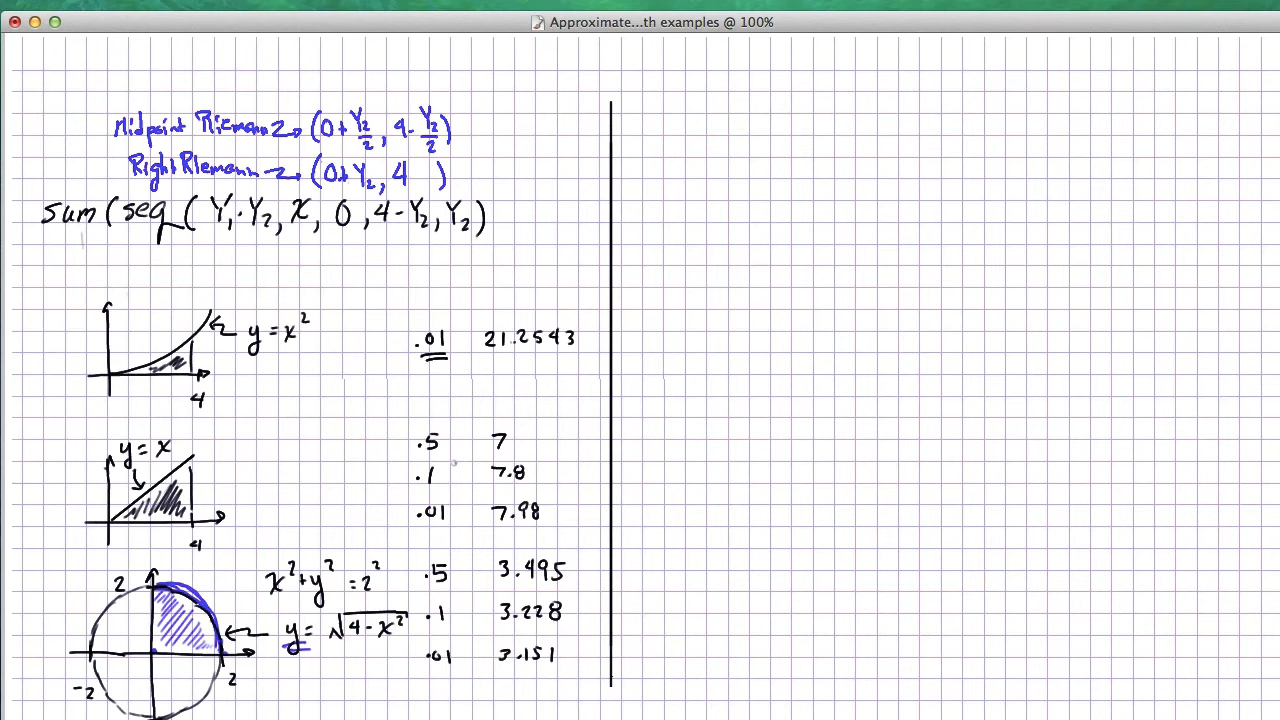 Approximate...th examples @ 100%
Midpoint Riemann → (0+Y₂/2, 4-Y₂/2)
Right Riemann → (0+Y₂, 4 )
sum(seq(Y₁·Y₂, X, 0, 4-Y₂, Y₂)
y = x²
.01 21.2543
4
y = x
.5 7
.1 7.8
.01 7.98
4
2
x²+y² = 2²
.5 3.495
y = √4-x²
.1 3.228
.01 3.151
-2
2